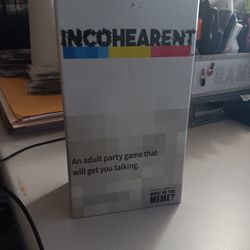 INCOHEARENT
An adult party game that
will get you talking.
WHAT DO YOU
MEME?